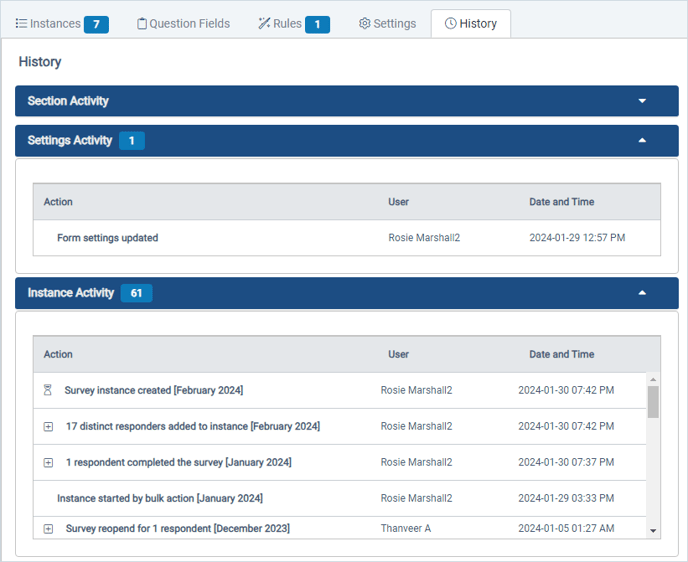 Instances 7 Question Fields Rules 1 Settings History
History
Section Activity
Settings Activity 1
Action User Date and Time
Form settings updated Rosie Marshall2 2024-01-29 12:57 PM
Instance Activity 61
Action User Date and Time
Survey instance created [February 2024] Rosie Marshall2 2024-01-30 07:42 PM
17 distinct responders added to instance [February 2024] Rosie Marshall2 2024-01-30 07:42 PM
1 respondent completed the survey [January 2024] Rosie Marshall2 2024-01-30 07:37 PM
Instance started by bulk action [January 2024] Rosie Marshall2 2024-01-29 03:33 PM
Survey reopend for 1 respondent [December 2023] Thanveer A 2024-01-05 01:27 AM